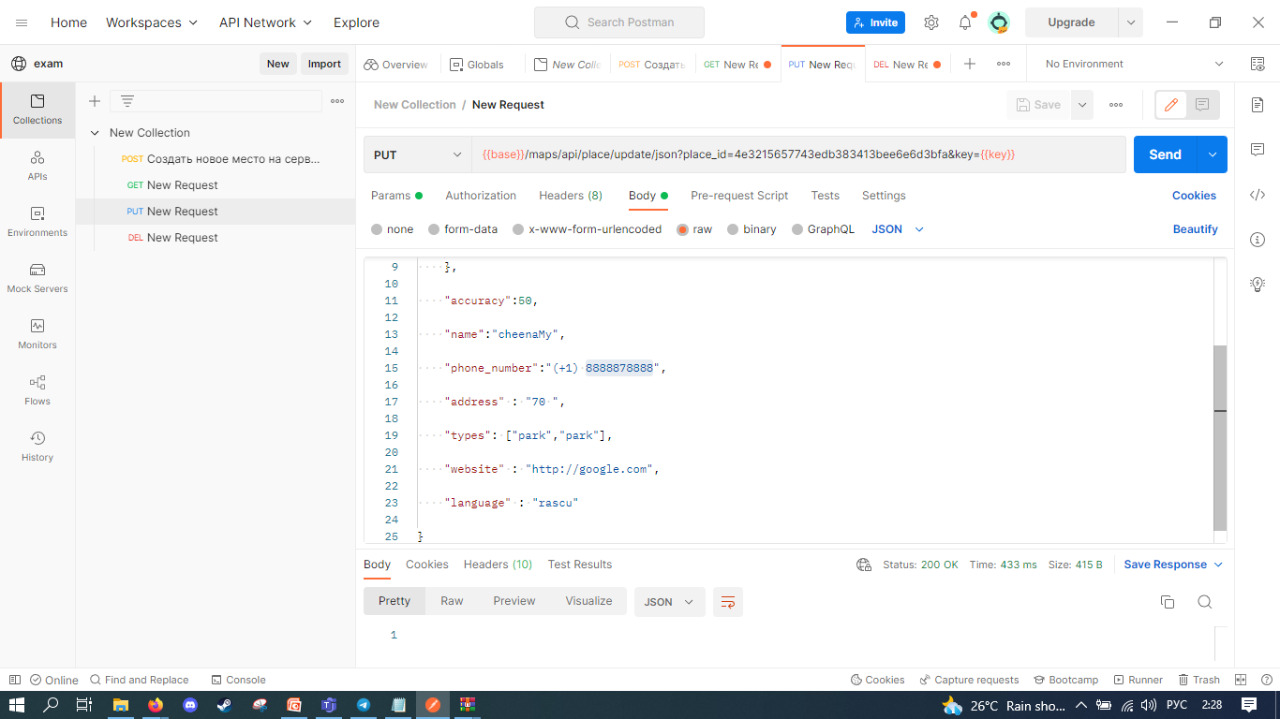 Home Workspaces API Network Explore Search Postman Invite Upgrade
exam New Import Overview Globals New Colle POST Создать GET New Re PUT New Requ DEL New Re No Environment
Collections
New Collection / New Request Save
New Collection
POST Создать новое место на серв...
GET New Request
PUT New Request
DEL New Request
APIs
Environments
Mock Servers
Monitors
Flows
History
PUT {{base}}/maps/api/place/update/json?place_id=4e3215657743edb383413bee6e6d3bfa&key={{key}} Send
Params Authorization Headers (8) Body Pre-request Script Tests Settings Cookies
none form-data x-www-form-urlencoded raw binary GraphQL JSON Beautify
9 },
10
11 "accuracy":50,
12
13 "name":"cheenaMy",
14
15 "phone_number":"(+1) 8888878888",
16
17 "address" : "70 ",
18
19 "types": ["park","park"],
20
21 "website" : "http://google.com",
22
23 "language" : "rascu"
24
25 }
Body Cookies Headers (10) Test Results Status: 200 OK Time: 433 ms Size: 415 B Save Response
Pretty Raw Preview Visualize JSON
1
Online Find and Replace Console Cookies Capture requests Bootcamp Runner Trash
26°C Rain sho... РУС 2:28